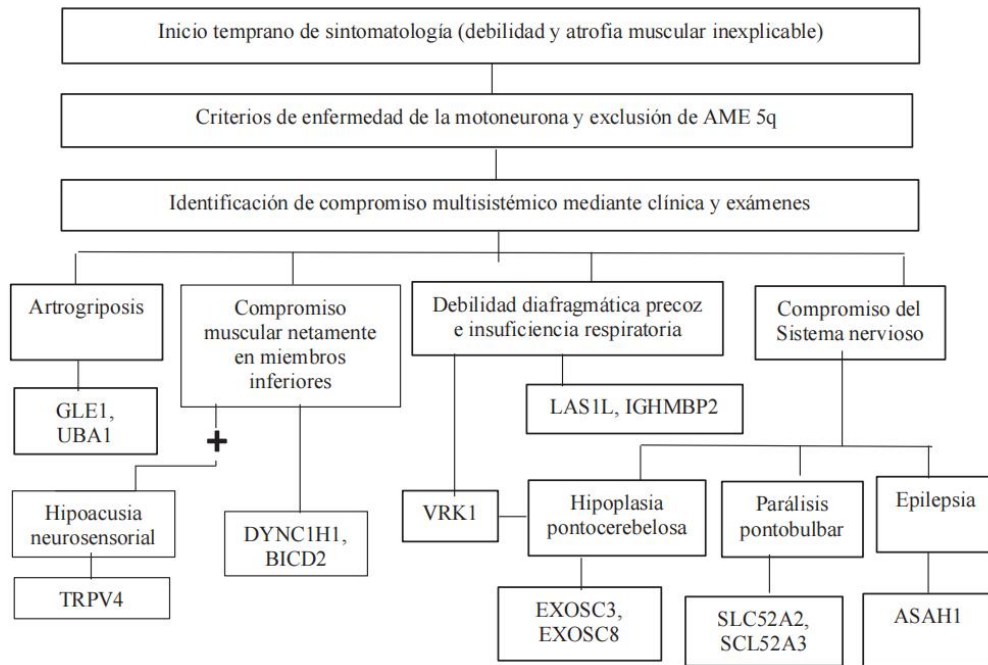 Inicio temprano de sintomatología (debilidad y atrofia muscular inexplicable)
Criterios de enfermedad de la motoneurona y exclusión de AME 5q
Identificación de compromiso multisistémico mediante clínica y exámenes
Artrogriposis
Compromiso
muscular netamente
en miembros
inferiores
Debilidad diafragmática precoz
e insuficiencia respiratoria
Compromiso del
Sistema nervioso
GLE1,
UBA1
LAS1L, IGHMBP2
+
Hipoacusia
neurosensorial
DYNC1H1,
BICD2
VRK1
Hipoplasia
pontocerebelosa
Parálisis
pontobulbar
Epilepsia
TRPV4
EXOSC3,
EXOSC8
SLC52A2,
SCL52A3
ASAH1